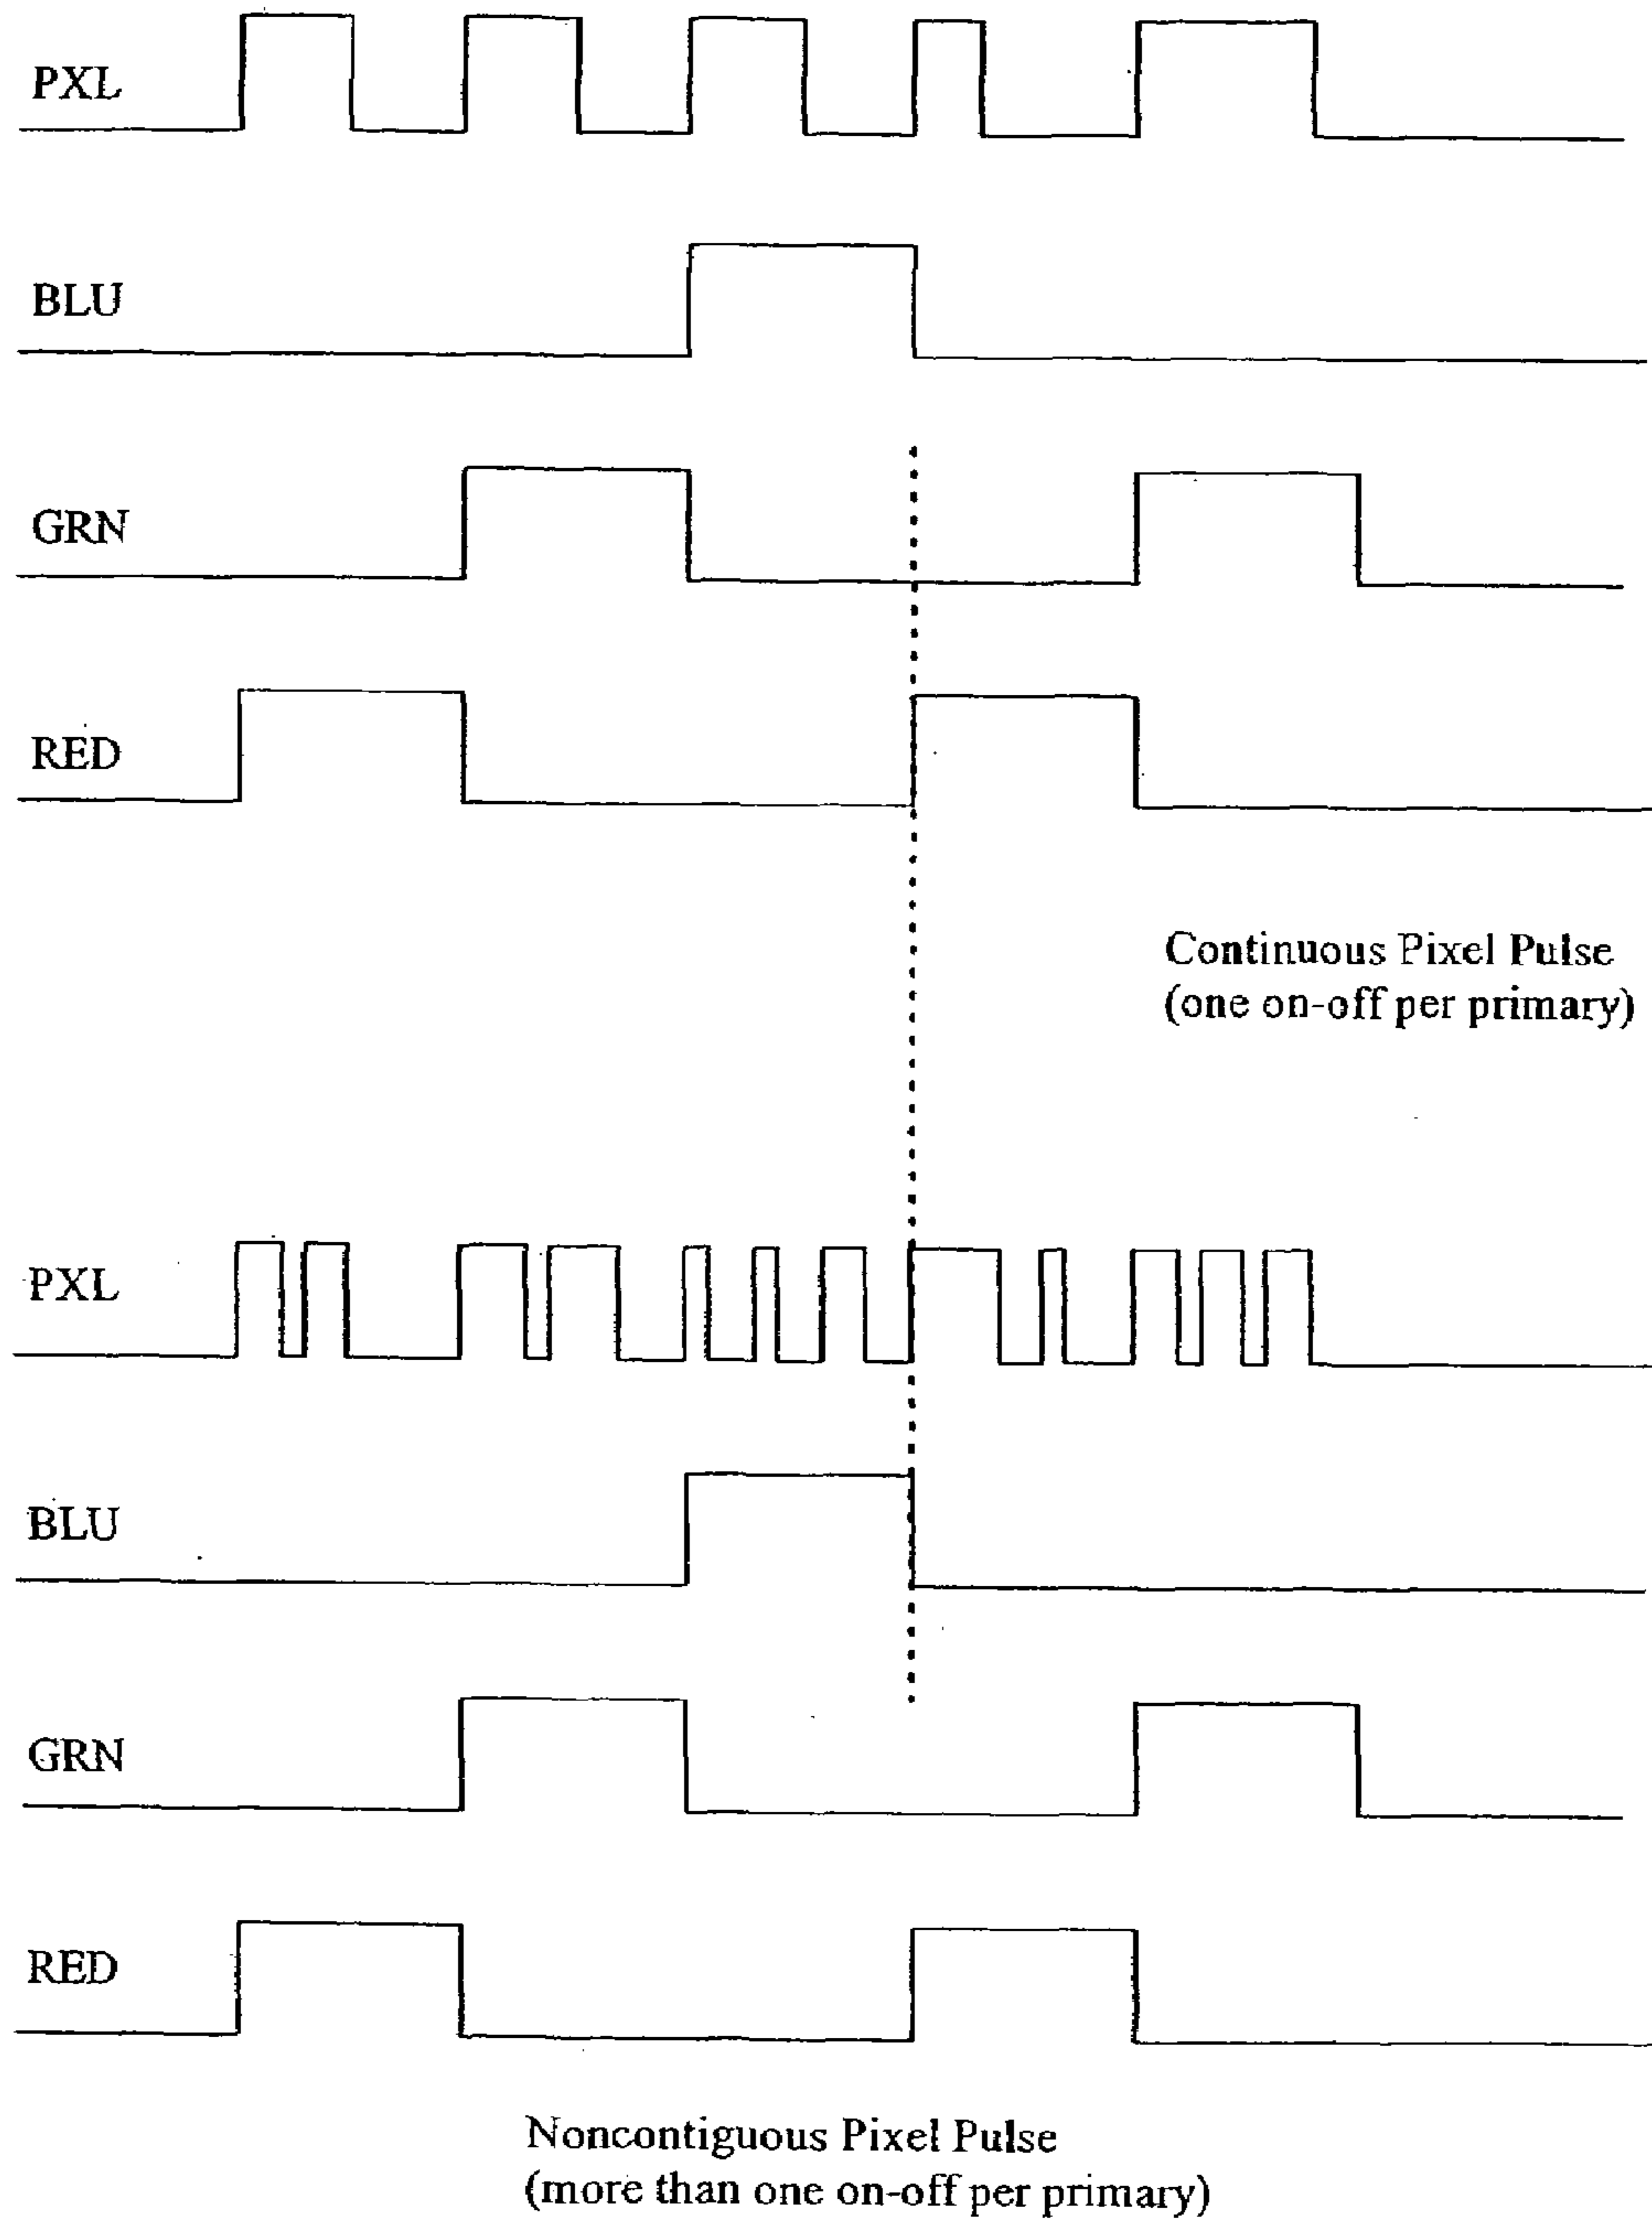 PXL
BLU
GRN
RED
Continuous Pixel Pulse
(one on-off per primary)
PXL
BLU
GRN
RED
Noncontiguous Pixel Pulse
(more than one on-off per primary)